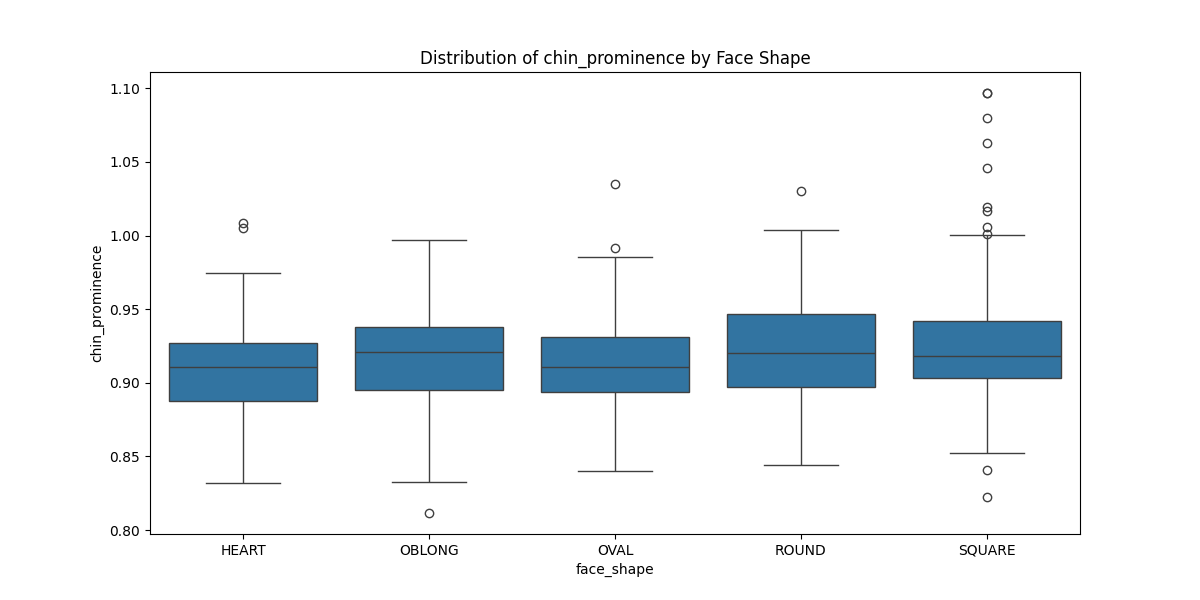 Distribution of chin_prominence by Face Shape
chin_prominence
1.10
1.05
1.00
0.95
0.90
0.85
0.80
HEART OBLONG OVAL ROUND SQUARE
face_shape